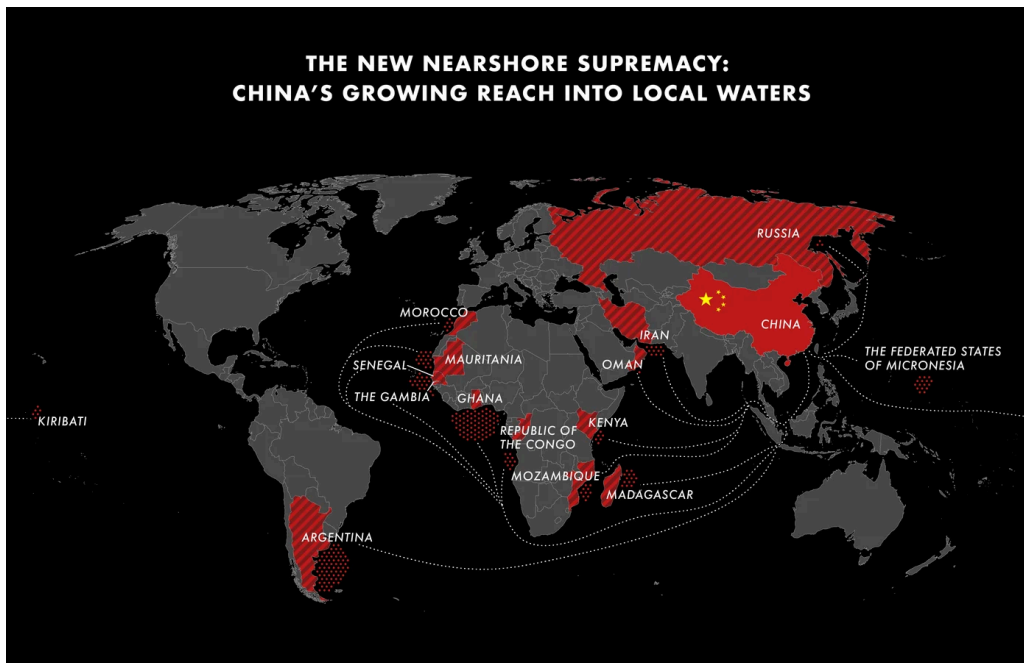 THE NEW NEARSHORE SUPREMACY:
CHINA'S GROWING REACH INTO LOCAL WATERS
RUSSIA
MOROCCO
CHINA
IRAN
SENEGAL
MAURITANIA
OMAN
THE FEDERATED STATES
OF MICRONESIA
THE GAMBIA
GHANA
KIRIBATI
REPUBLIC OF
THE CONGO
KENYA
MOZAMBIQUE
MADAGASCAR
ARGENTINA